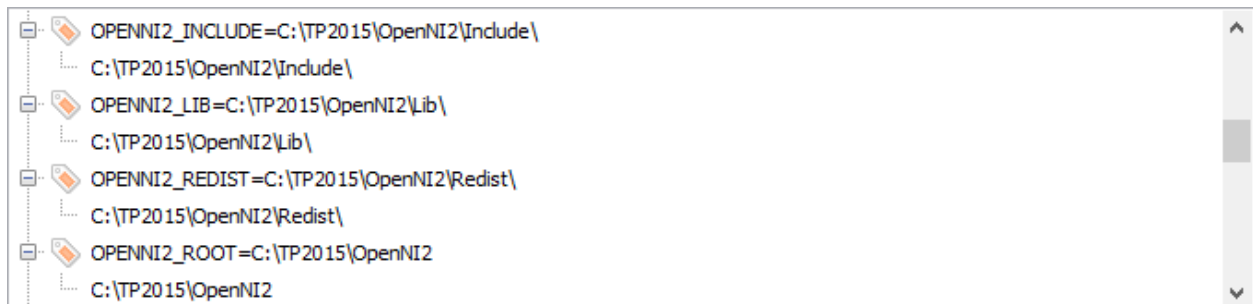 OPENNI2_INCLUDE=C:\TP2015\OpenNI2\Include\
C:\TP2015\OpenNI2\Include\
OPENNI2_LIB=C:\TP2015\OpenNI2\Lib\
C:\TP2015\OpenNI2\Lib\
OPENNI2_REDIST=C:\TP2015\OpenNI2\Redist\
C:\TP2015\OpenNI2\Redist\
OPENNI2_ROOT=C:\TP2015\OpenNI2
C:\TP2015\OpenNI2